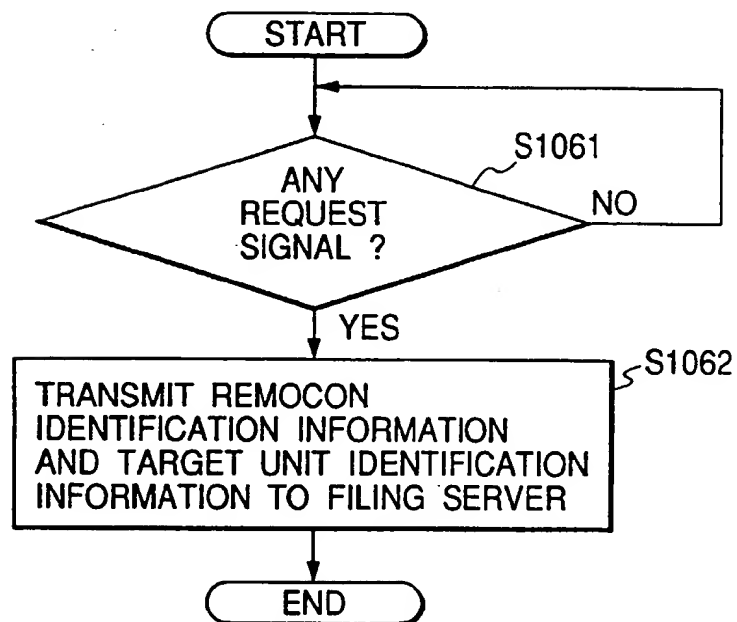 START
S1061
ANY
REQUEST
SIGNAL ?
NO
YES
S1062
TRANSMIT REMOCON
IDENTIFICATION INFORMATION
AND TARGET UNIT IDENTIFICATION
INFORMATION TO FILING SERVER
END